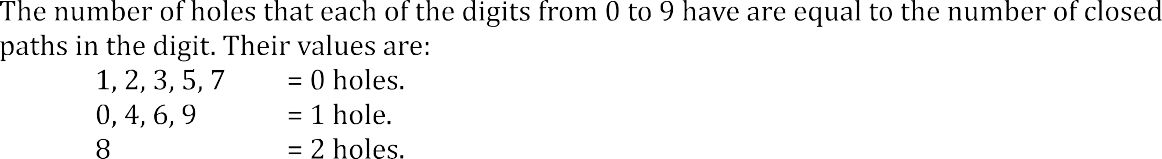 The number of holes that each of the digits from 0 to 9 have are equal to the number of closed
paths in the digit. Their values are:
1, 2, 3, 5, 7 = 0 holes.
0, 4, 6, 9 = 1 hole.
8 = 2 holes.